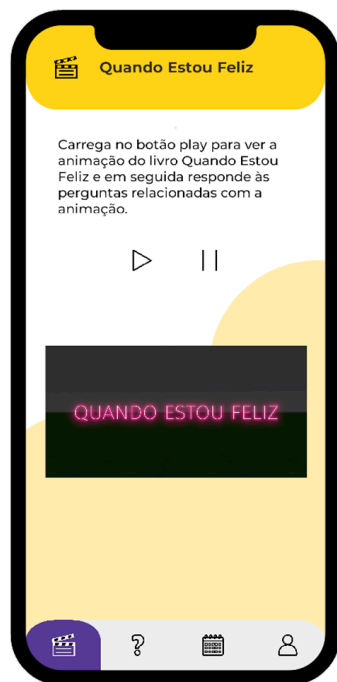 Quando Estou Feliz
Carrega no botão play para ver a
animação do livro Quando Estou
Feliz e em seguida responde às
perguntas relacionadas com a
animação.
QUANDO ESTOU FELIZ